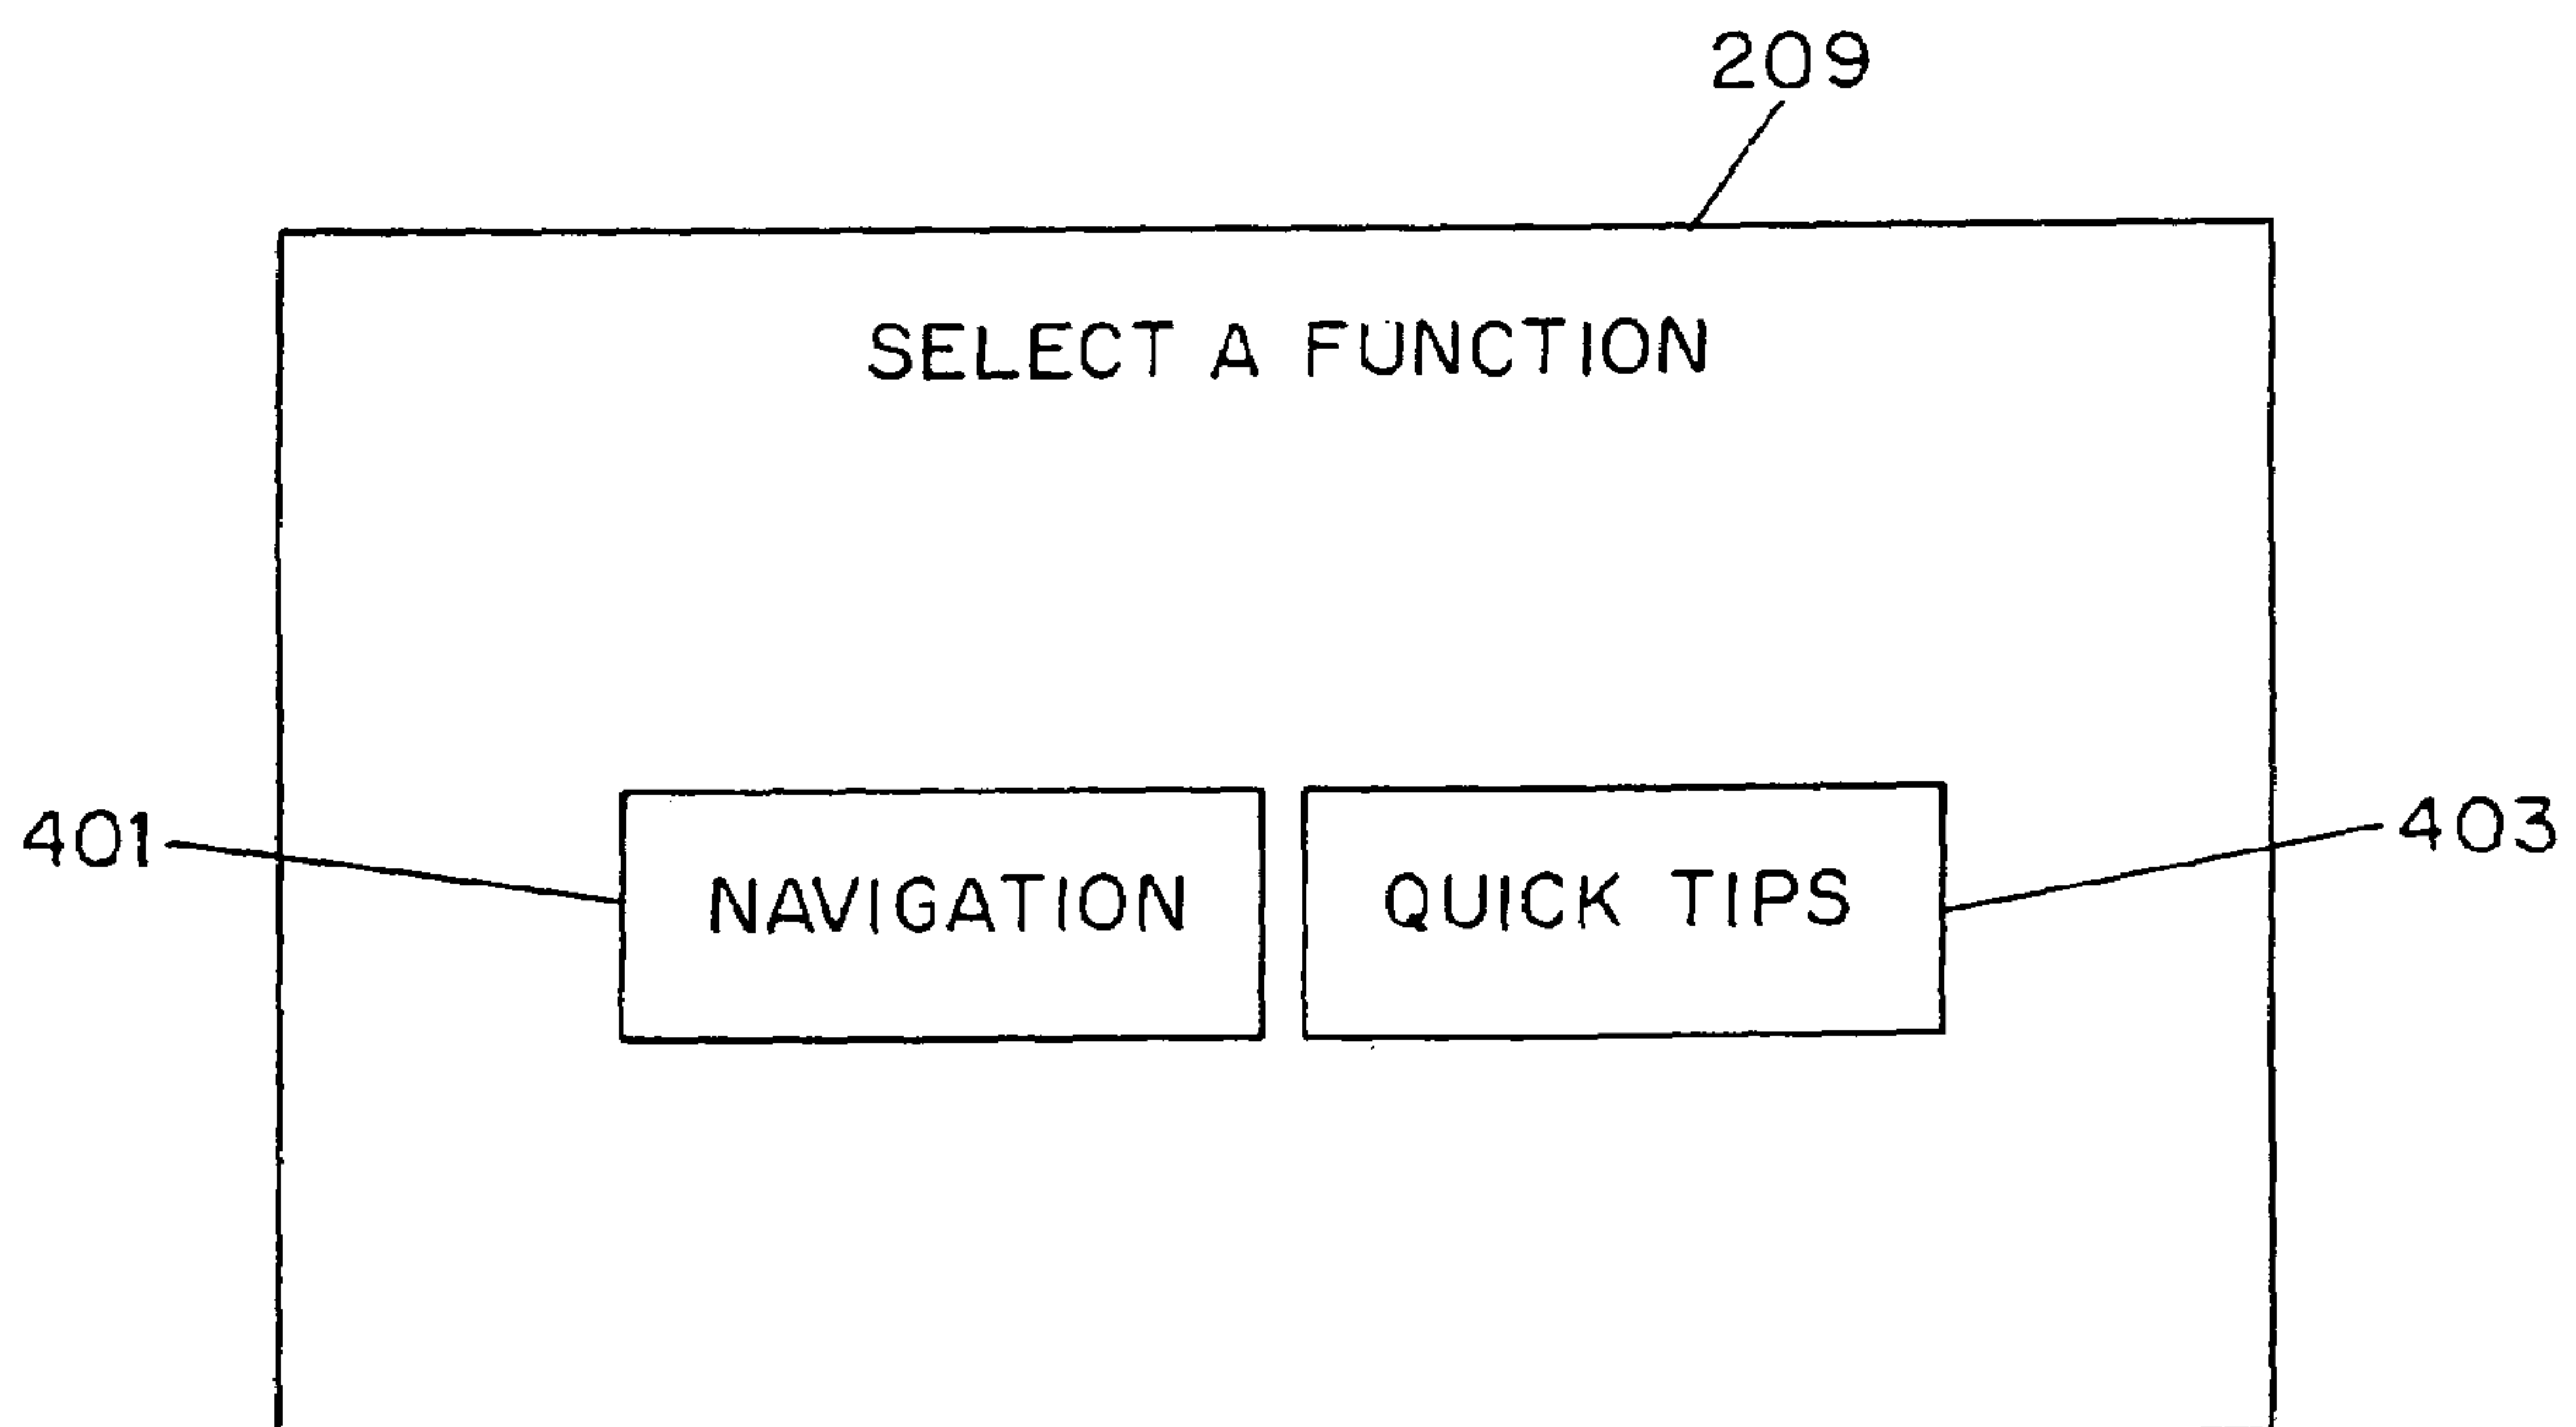 209
SELECT A FUNCTION
401
NAVIGATION
QUICK TIPS
403